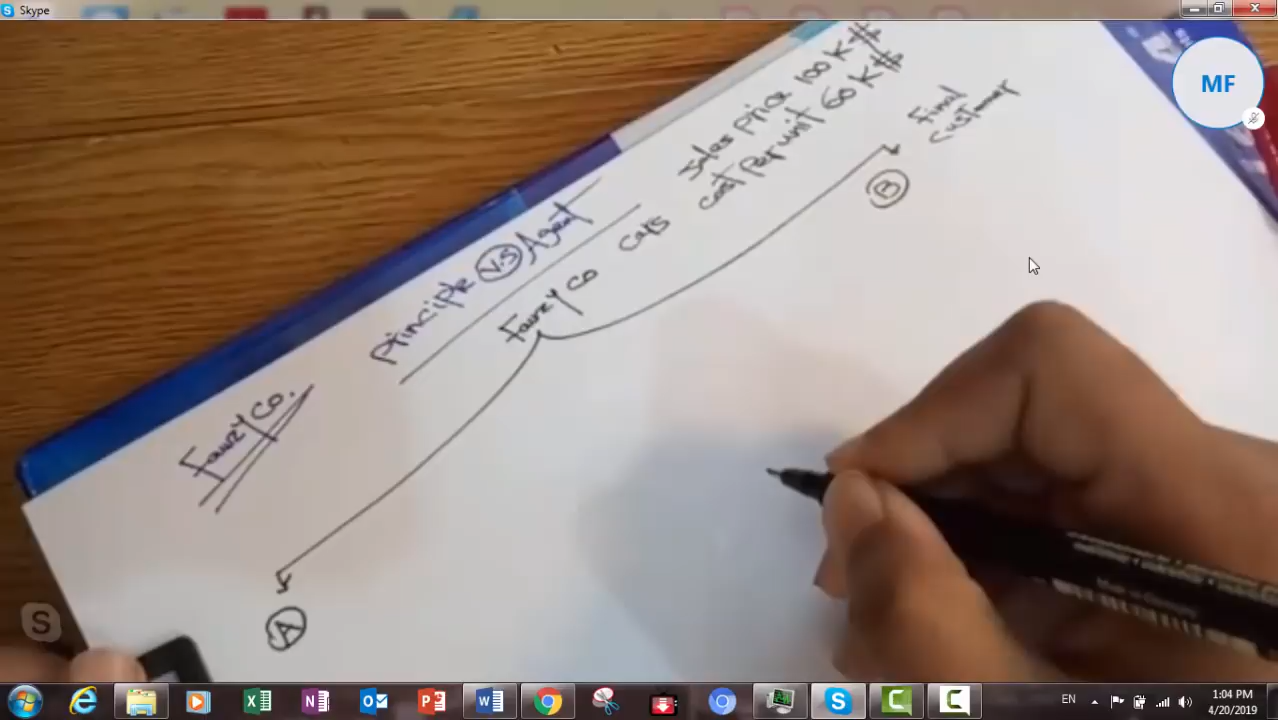 Skype
MF
principle V.S Agent
Fawzy Co.
Fawzy Co
cars
sales price 100 K #
cost per unit 60 K #
A
B
Final
customer
EN
1:04 PM
4/20/2019